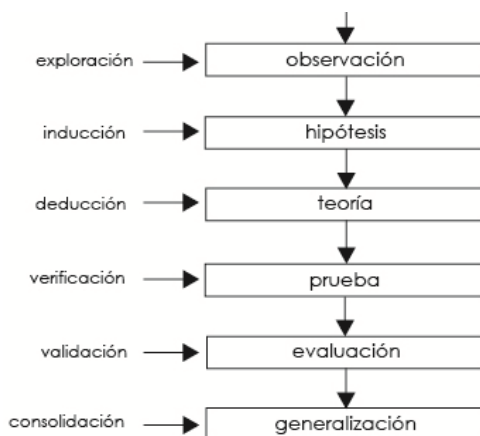 exploración observación
inducción hipótesis
deducción teoría
verificación prueba
validación evaluación
consolidación generalización